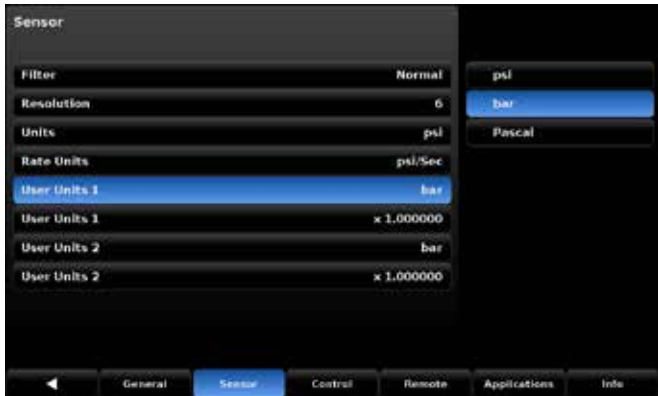 Sensor
Filter Normal
Resolution 6
Units psi
Rate Units psi/Sec
User Units 1 bar
User Units 1 x 1.000000
User Units 2 bar
User Units 2 x 1.000000
psi
bar
Pascal
General Sensor Control Remote Applications Info